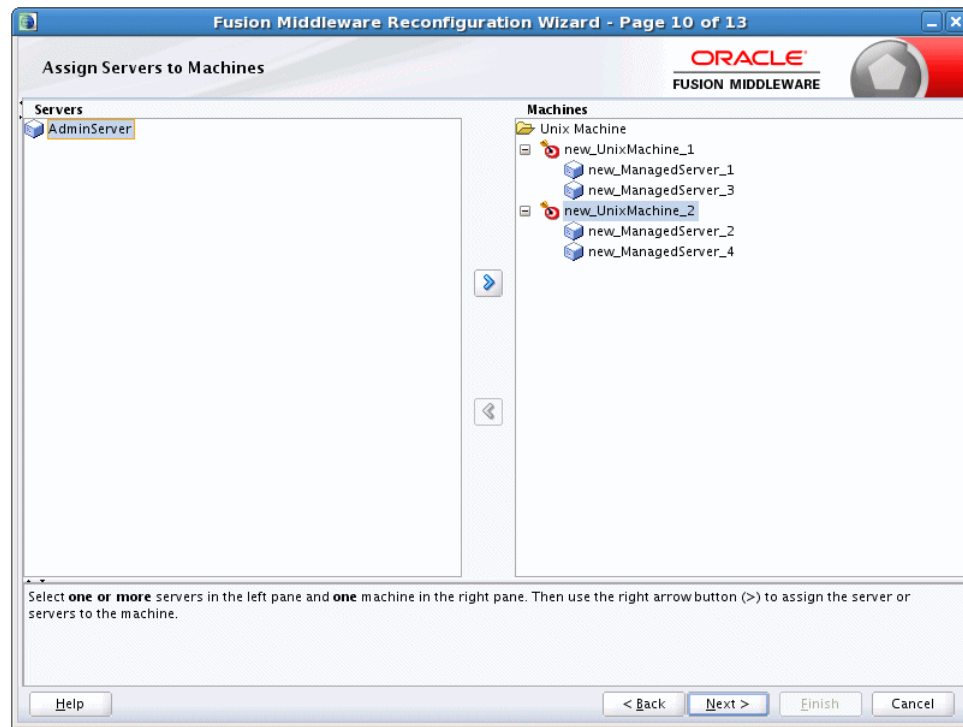 Fusion Middleware Reconfiguration Wizard - Page 10 of 13
Assign Servers to Machines
ORACLE
FUSION MIDDLEWARE
Servers
AdminServer
Machines
Unix Machine
new_UnixMachine_1
new_ManagedServer_1
new_ManagedServer_3
new_UnixMachine_2
new_ManagedServer_2
new_ManagedServer_4
Select one or more servers in the left pane and one machine in the right pane. Then use the right arrow button (>) to assign the server or
servers to the machine.
Help
< Back
Next >
Finish
Cancel